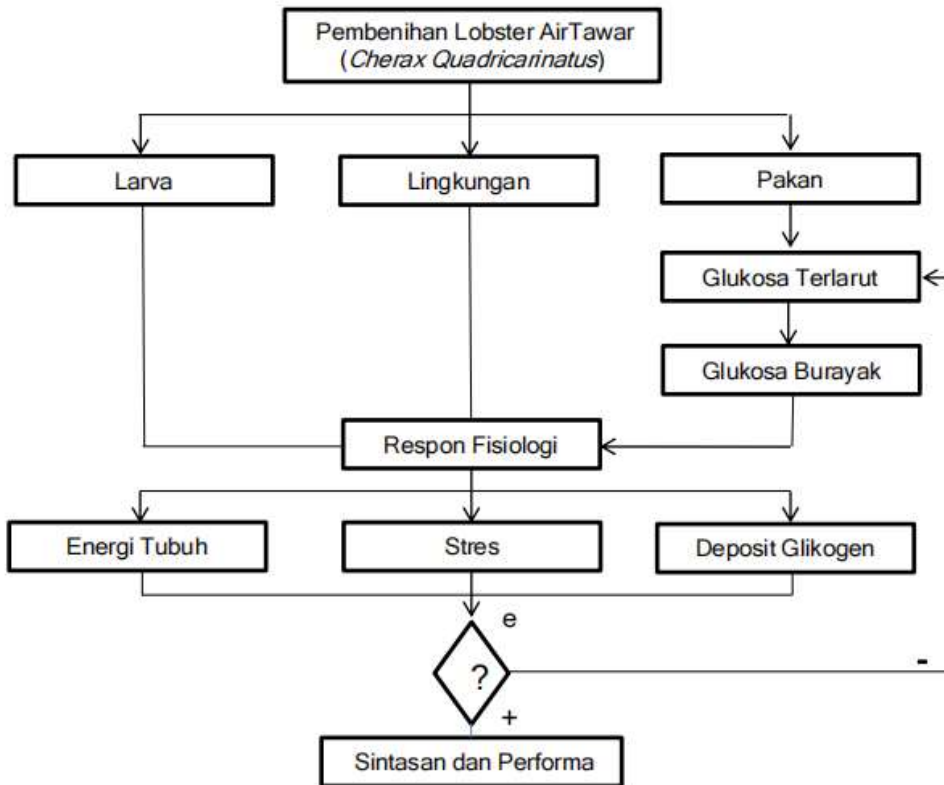 Pembenihan Lobster AirTawar
(Cherax Quadricarinatus)
Larva
Lingkungan
Pakan
Glukosa Terlarut
Glukosa Burayak
Respon Fisiologi
Energi Tubuh
Stres
Deposit Glikogen
e
?
-
+
Sintasan dan Performa